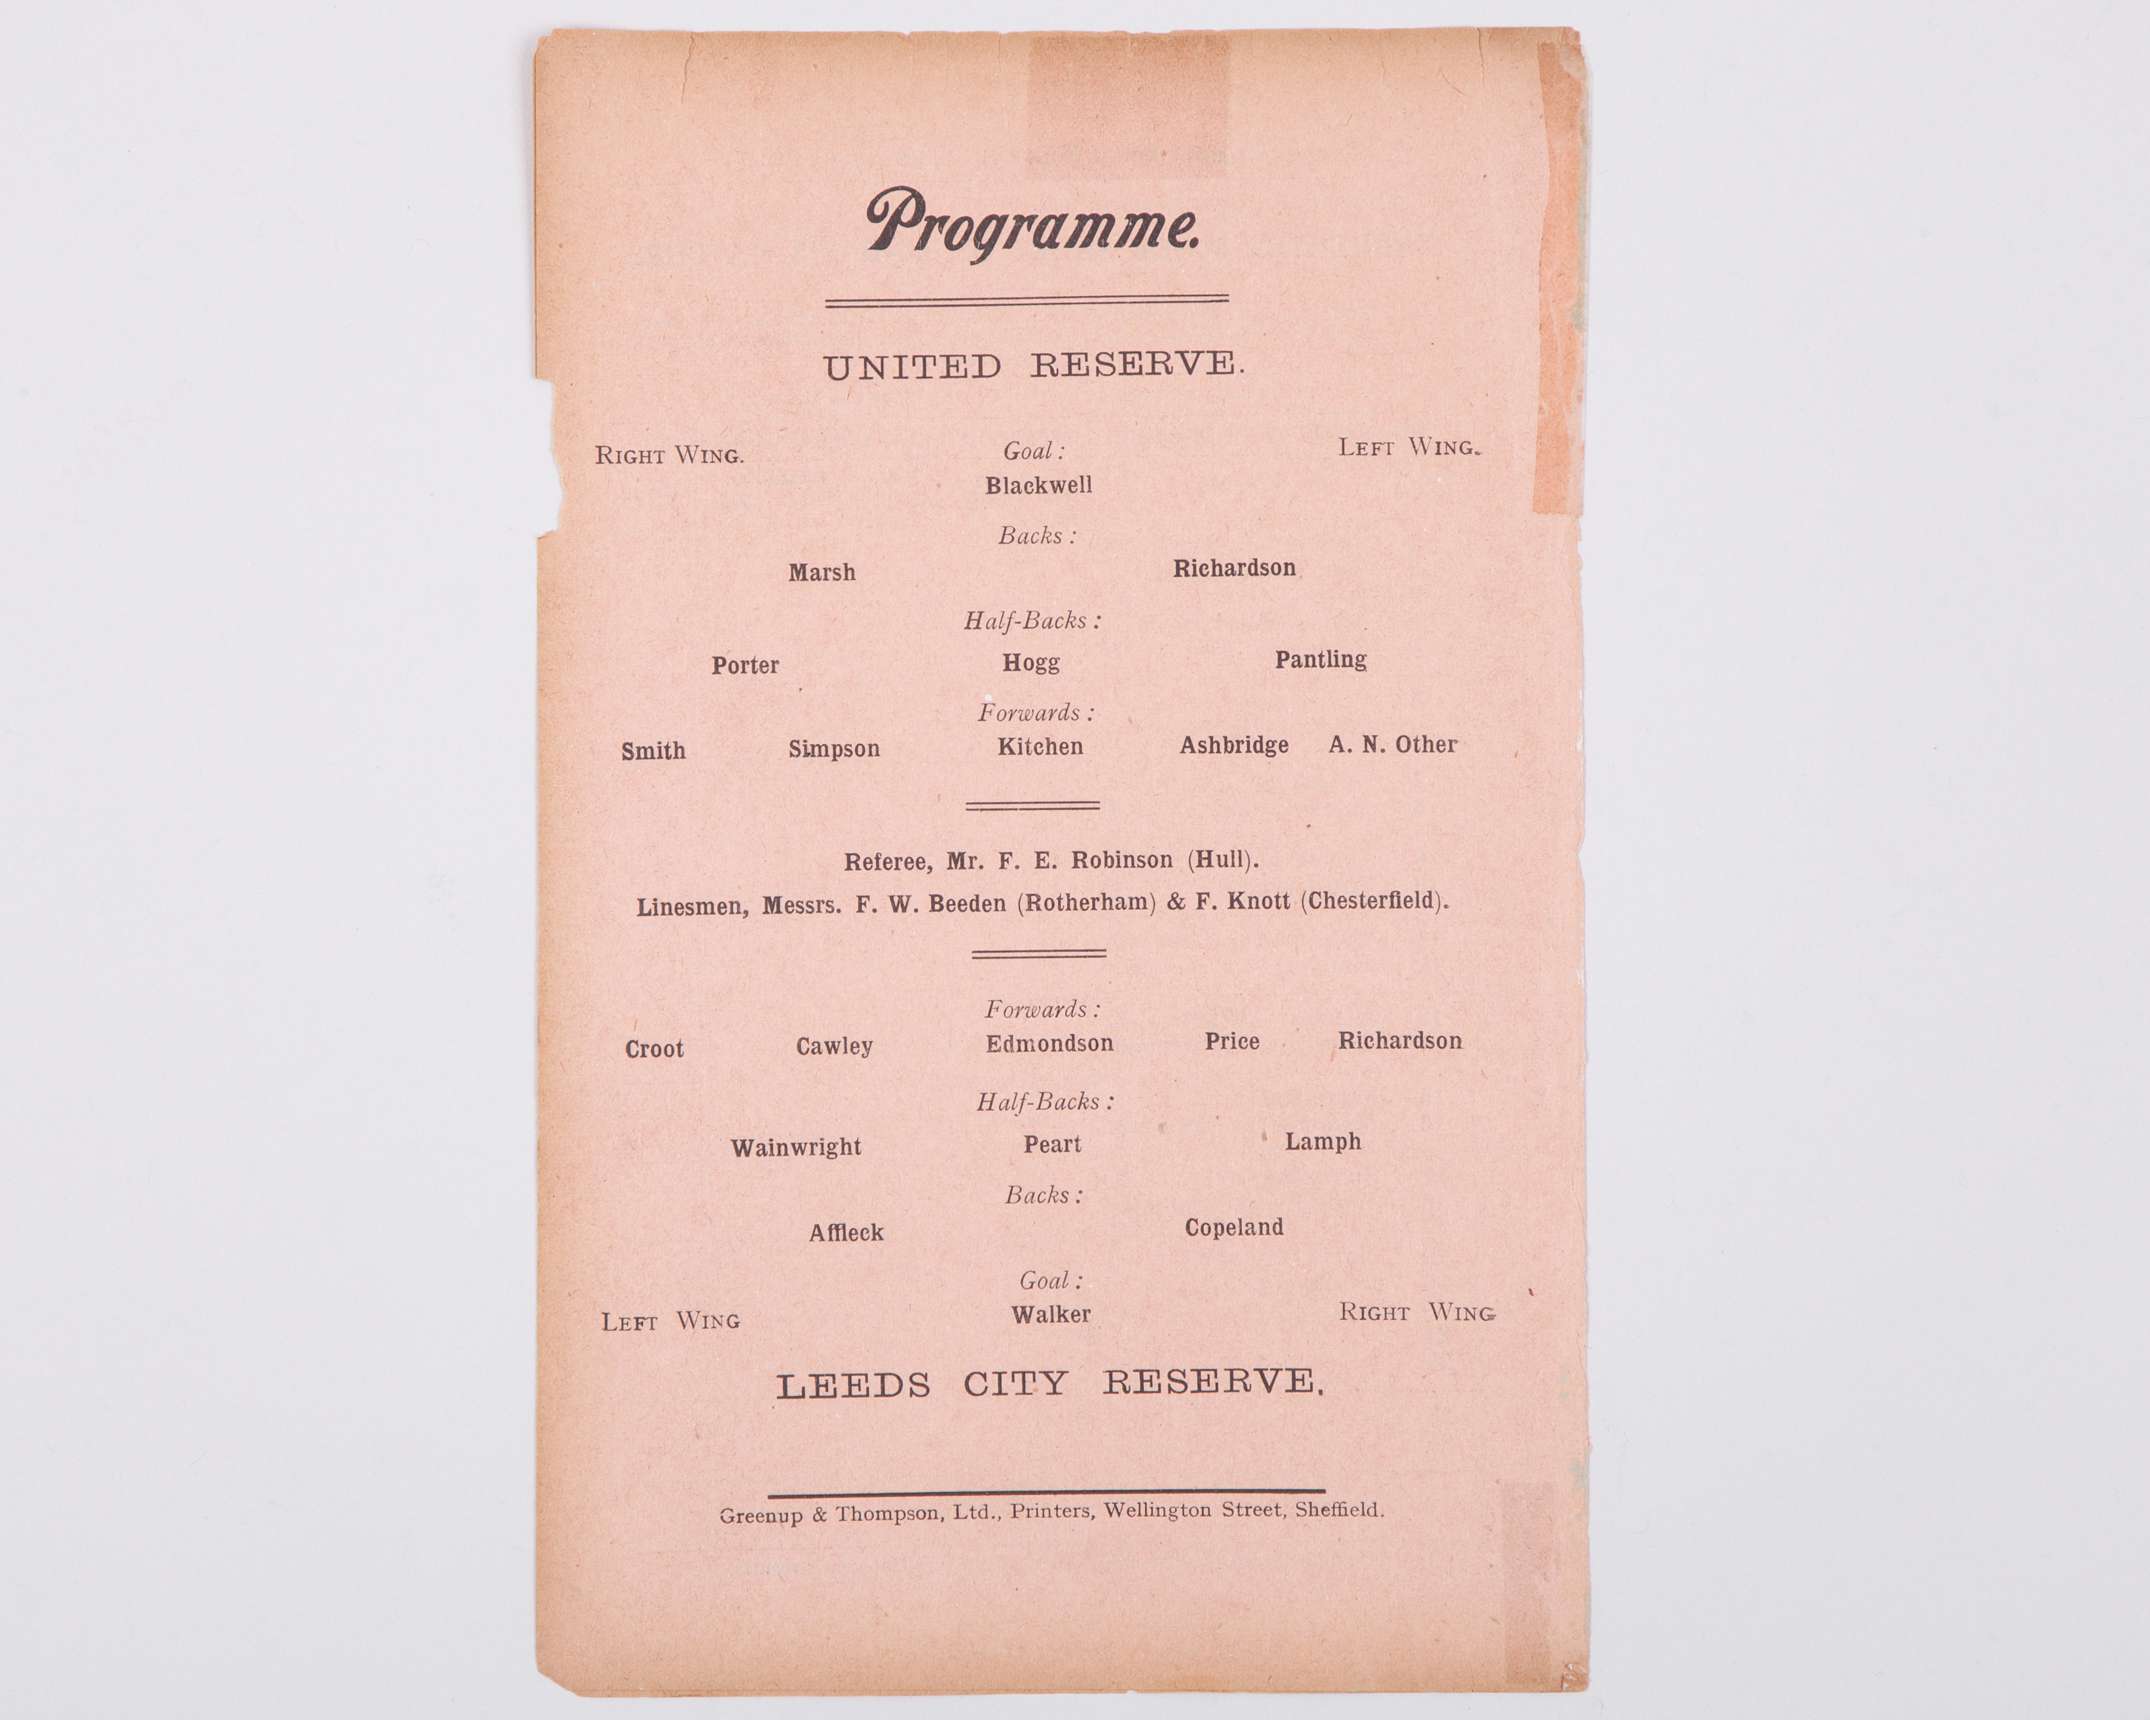 Programme.
UNITED RESERVE.
RIGHT WING. Goal : LEFT WING.
Blackwell
Backs :
Marsh Richardson
Half-Backs :
Porter Hogg Pantling
Forwards :
Smith Simpson Kitchen Ashbridge A. N. Other
Referee, Mr. F. E. Robinson (Hull).
Linesmen, Messrs. F. W. Beeden (Rotherham) & F. Knott (Chesterfield).
Forwards :
Croot Cawley Edmondson Price Richardson
Half-Backs :
Wainwright Peart Lamph
Backs :
Affleck Copeland
Goal :
LEFT WING Walker RIGHT WING
LEEDS CITY RESERVE.
Greenup & Thompson, Ltd., Printers, Wellington Street, Sheffield.